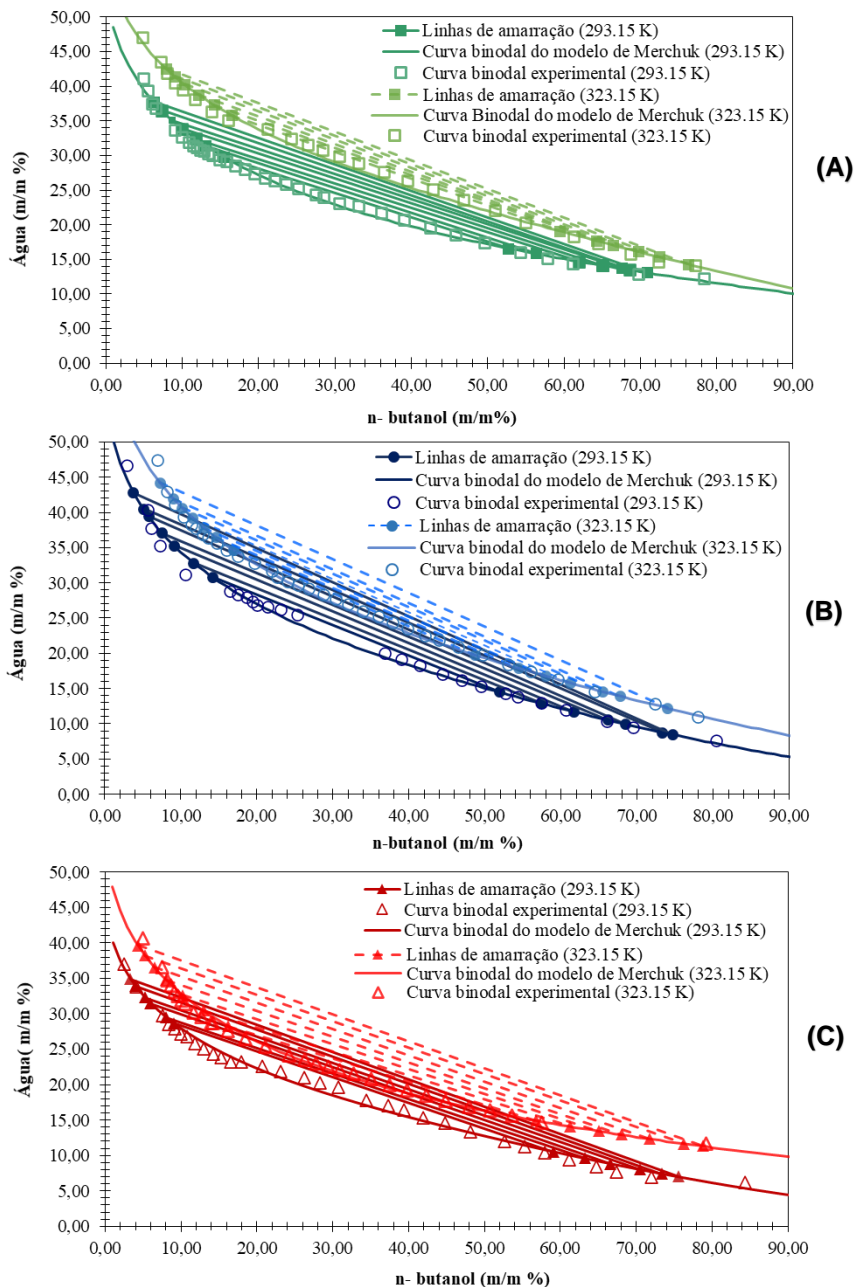 50,00
45,00
40,00
35,00
30,00
25,00
20,00
15,00
10,00
5,00
0,00
Água (m/m %)
Linhas de amarração (293.15 K)
Curva binodal do modelo de Merchuk (293.15 K)
Curva binodal experimental (293.15 K)
Linhas de amarração (323.15 K)
Curva Binodal do modelo de Merchuk (323.15 K)
Curva binodal experimental (323.15 K)
(A)
0,00 10,00 20,00 30,00 40,00 50,00 60,00 70,00 80,00 90,00
n- butanol (m/m%)
50,00
45,00
40,00
35,00
30,00
25,00
20,00
15,00
10,00
5,00
0,00
Água (m/m %)
Linhas de amarração (293.15 K)
Curva binodal do modelo de Merchuk (293.15 K)
Curva binodal experimental (293.15 K)
Linhas de amarração (323.15 K)
Curva binodal do modelo de Merchuk (323.15 K)
Curva binodal experimental (323.15 K)
(B)
0,00 10,00 20,00 30,00 40,00 50,00 60,00 70,00 80,00 90,00
n-butanol (m/m %)
50,00
45,00
40,00
35,00
30,00
25,00
20,00
15,00
10,00
5,00
0,00
Água( m/m %)
Linhas de amarração (293.15 K)
Curva binodal experimental (293.15 K)
Curva binodal do modelo de Merchuk (293.15 K)
Linhas de amarração (323.15 K)
Curva binodal do modelo de Merchuk (323.15 K)
Curva binodal experimental (323.15 K)
(C)
0,00 10,00 20,00 30,00 40,00 50,00 60,00 70,00 80,00 90,00
n- butanol (m/m %)